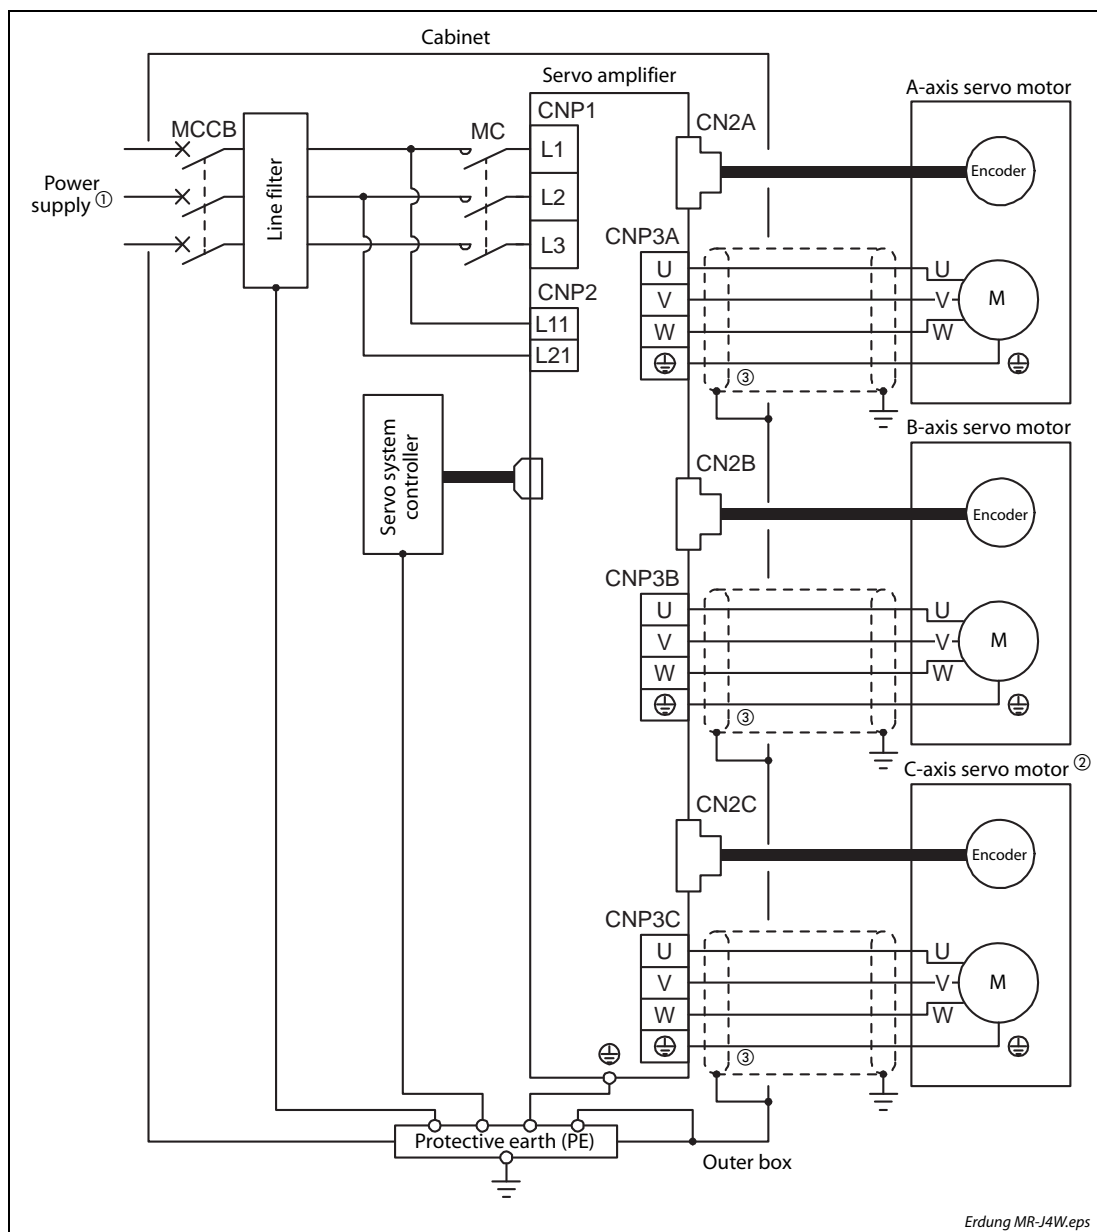 Cabinet
Servo amplifier
A-axis servo motor
MCCB
Line filter
MC
CNP1
L1
L2
L3
Power
supply ①
CNP2
L11
L21
CN2A
Encoder
CNP3A
U
V
W
③
U
V
W
M
Servo system
controller
B-axis servo motor
CN2B
Encoder
CNP3B
U
V
W
③
U
V
W
M
C-axis servo motor ②
CN2C
Encoder
CNP3C
U
V
W
③
U
V
W
M
Protective earth (PE)
Outer box
Erdung MR-J4W.eps